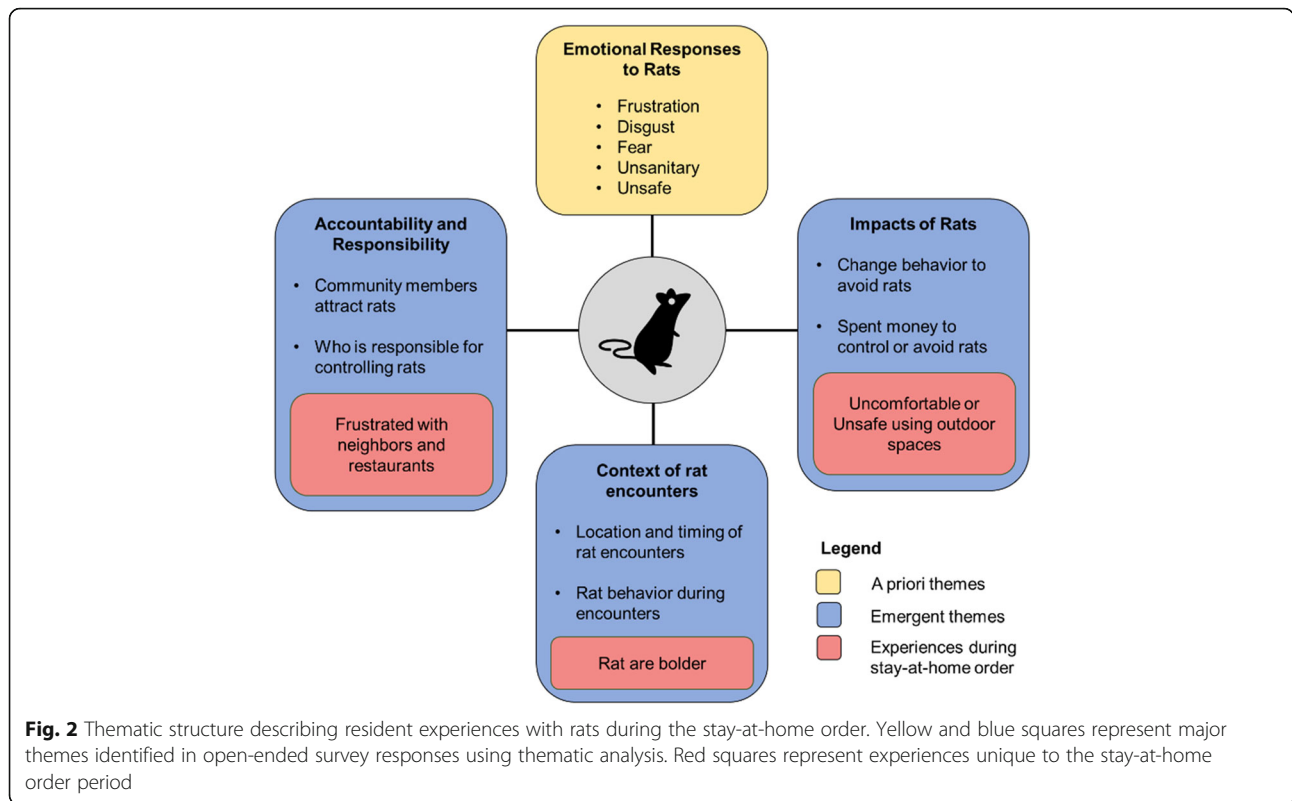 Emotional Responses
to Rats
• Frustration
• Disgust
• Fear
• Unsanitary
• Unsafe
Accountability and
Responsibility
• Community members
attract rats
• Who is responsible for
controlling rats
Frustrated with
neighbors and
restaurants
Impacts of Rats
• Change behavior to
avoid rats
• Spent money to
control or avoid rats
Uncomfortable or
Unsafe using outdoor
spaces
Context of rat
encounters
• Location and timing of
rat encounters
• Rat behavior during
encounters
Rat are bolder
Legend
A priori themes
Emergent themes
Experiences during
stay-at-home order
Fig. 2 Thematic structure describing resident experiences with rats during the stay-at-home order. Yellow and blue squares represent major
themes identified in open-ended survey responses using thematic analysis. Red squares represent experiences unique to the stay-at-home
order period